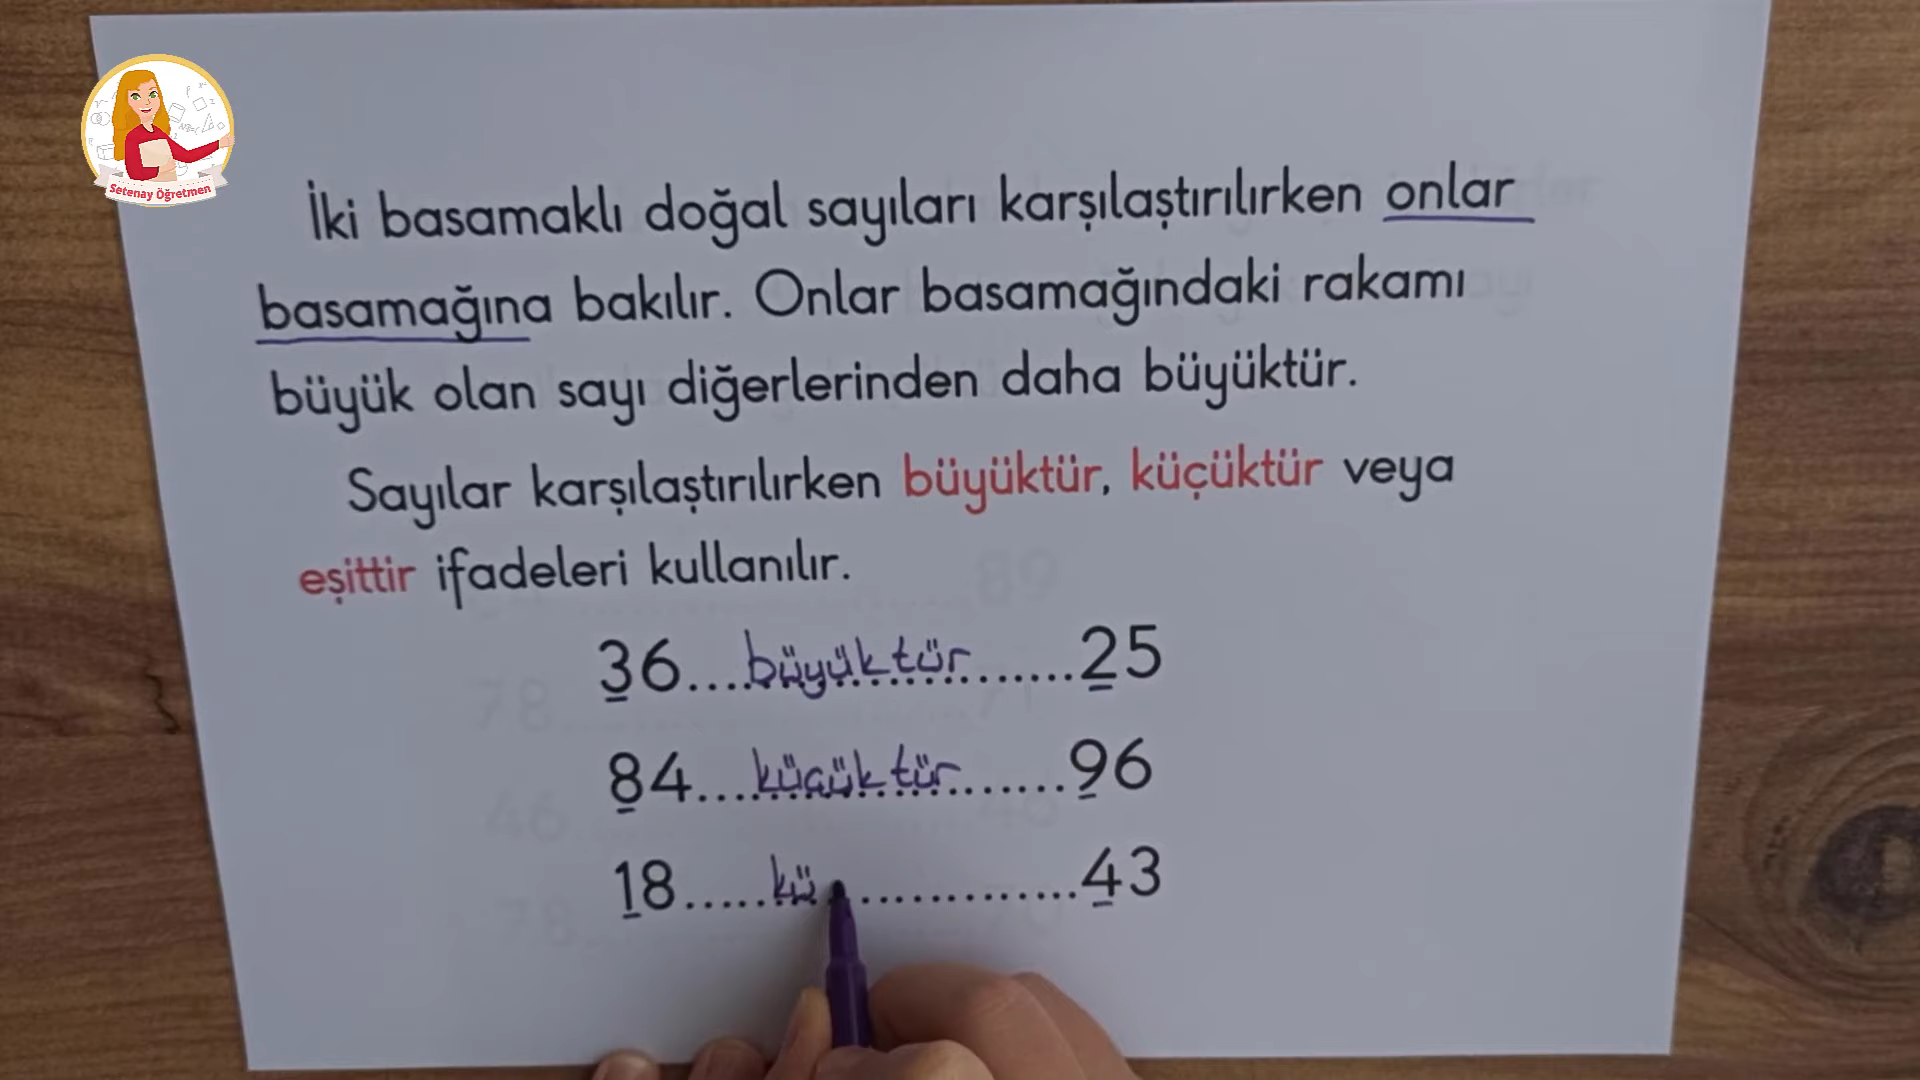 Setenay Öğretmen
İki basamaklı doğal sayıları karşılaştırılırken onlar
basamağına bakılır. Onlar basamağındaki rakamı
büyük olan sayı diğerlerinden daha büyüktür.
Sayılar karşılaştırılırken büyüktür, küçüktür veya
eşittir ifadeleri kullanılır.
36....büyüktür.......25
84....küçüktür.......96
18.....kü...............43